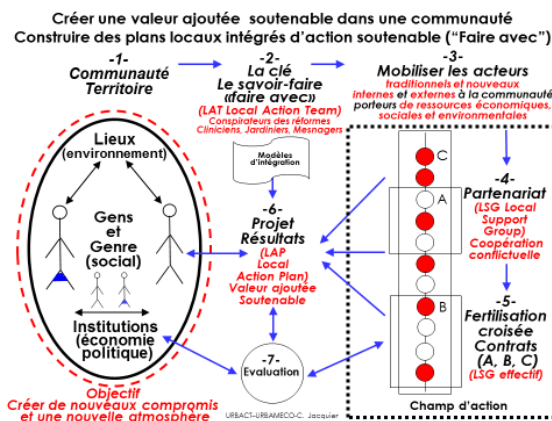 Créer une valeur ajoutée soutenable dans une communauté
Construire des plans locaux intégrés d’action soutenable (“Faire avec”)
-1-
Communauté
Territoire
-2-
La clé
Le savoir-faire
«faire avec»
(LAT Local Action Team)
Conspirateurs des réformes
Cliniciens, Jardiniers, Mesnagers
-3-
Mobiliser les acteurs
traditionnels et nouveaux
internes et externes à la communauté
porteurs de ressources économiques,
sociales et environmentales
Lieux
(environnement)
Gens
et
Genre
(social)
Institutions
(économie
politique)
Objectif
Créer de nouveaux compromis
et une nouvelle atmosphère
Modèles
d'intégration
-6-
Projet
Résultats
(LAP
Local
Action Plan)
Valeur ajoutée
Soutenable
-7-
Evaluation
URBACT-URBAMECO-C. Jacquier
C
A
B
Champ d'action
-4-
Partenariat
(LSG Local
Support
Group)
Coopération
conflictuelle
-5-
Fertilisation
croisée
Contrats
(A, B, C)
(LSG effectif)